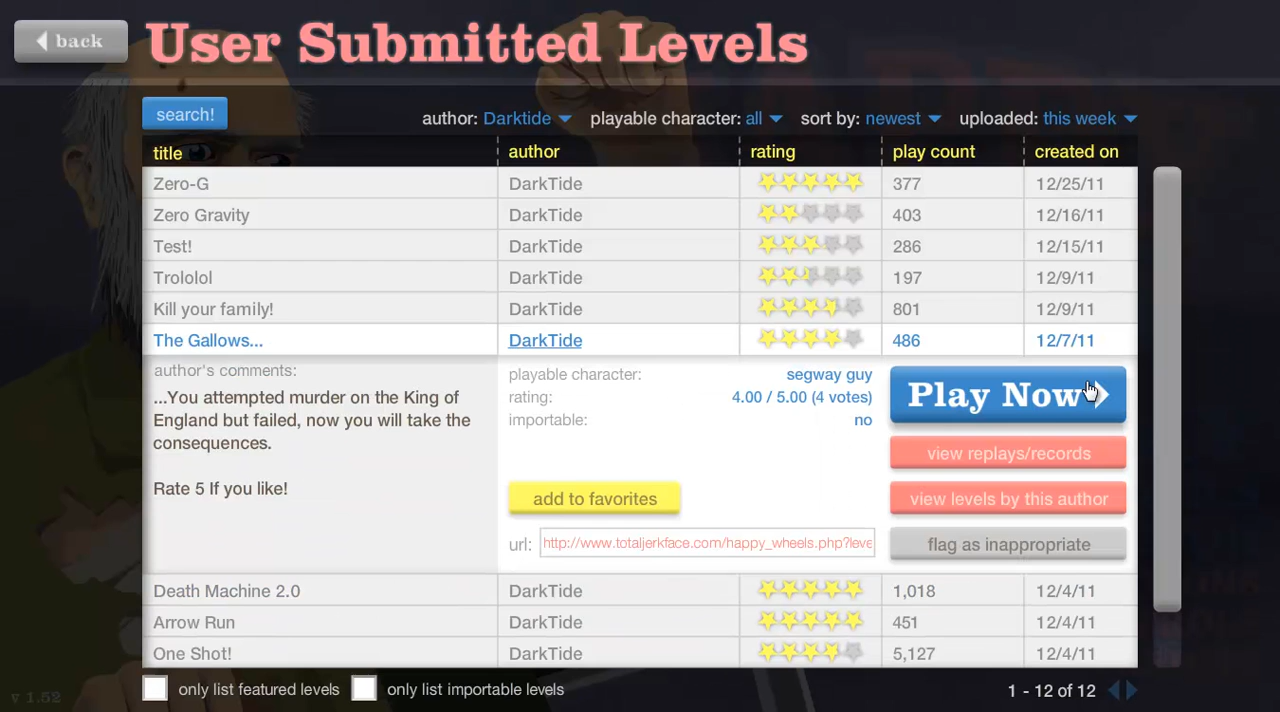 back
User Submitted Levels
search!
author: Darktide playable character: all sort by: newest uploaded: this week
title author rating play count created on
Zero-G DarkTide 377 12/25/11
Zero Gravity DarkTide 403 12/16/11
Test! DarkTide 286 12/15/11
Trololol DarkTide 197 12/9/11
Kill your family! DarkTide 801 12/9/11
The Gallows... DarkTide 486 12/7/11
author's comments:
...You attempted murder on the King of
England but failed, now you will take the
consequences.
Rate 5 If you like!
playable character: segway guy
rating: 4.00 / 5.00 (4 votes)
importable: no
add to favorites
url: http://www.totaljerkface.com/happy_wheels.php?leve
Play Now
view replays/records
view levels by this author
flag as inappropriate
Death Machine 2.0 DarkTide 1,018 12/4/11
Arrow Run DarkTide 451 12/4/11
One Shot! DarkTide 5,127 12/4/11
v 1.52
only list featured levels only list importable levels
1 - 12 of 12